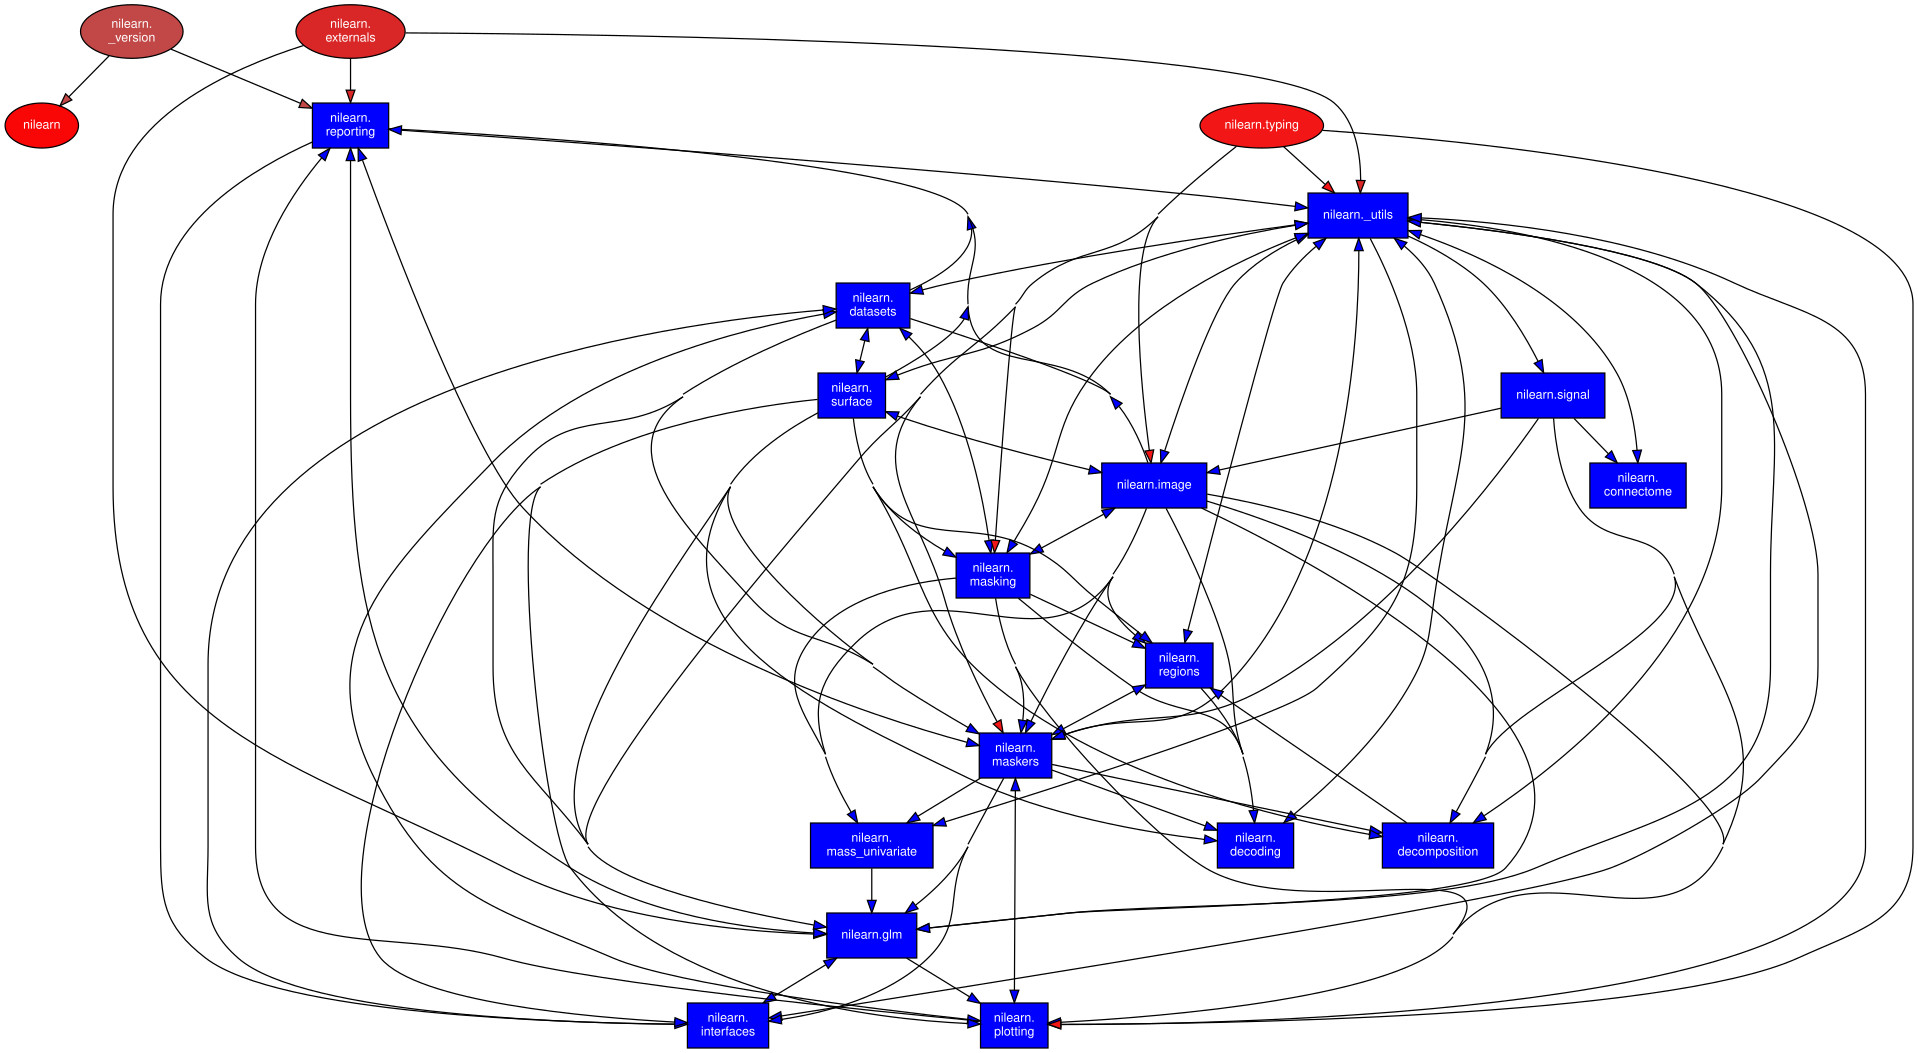 nilearn.
_version
nilearn.
externals
nilearn
nilearn.
reporting
nilearn.typing
nilearn._utils
nilearn.
datasets
nilearn.
surface
nilearn.signal
nilearn.image
nilearn.
connectome
nilearn.
masking
nilearn.
regions
nilearn.
maskers
nilearn.
mass_univariate
nilearn.
decoding
nilearn.
decomposition
nilearn.glm
nilearn.
interfaces
nilearn.
plotting